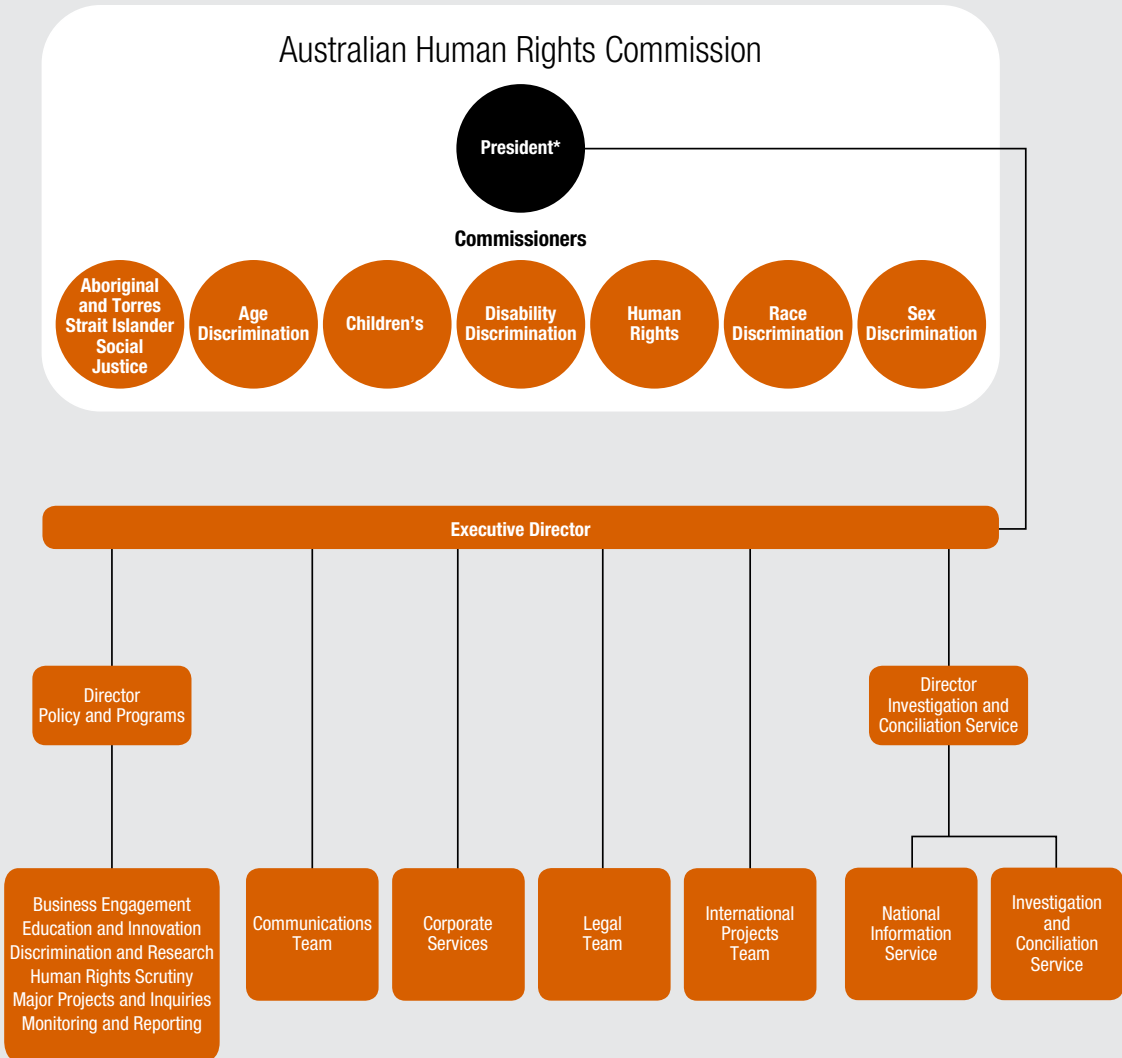 Australian Human Rights Commission
President*
Commissioners
Aboriginal
and Torres
Strait Islander
Social
Justice
Age
Discrimination
Children’s
Disability
Discrimination
Human
Rights
Race
Discrimination
Sex
Discrimination
Executive Director
Director
Policy and Programs
Director
Investigation and
Conciliation Service
Business Engagement
Education and Innovation
Discrimination and Research
Human Rights Scrutiny
Major Projects and Inquiries
Monitoring and Reporting
Communications
Team
Corporate
Services
Legal
Team
International
Projects
Team
National
Information
Service
Investigation
and
Conciliation
Service